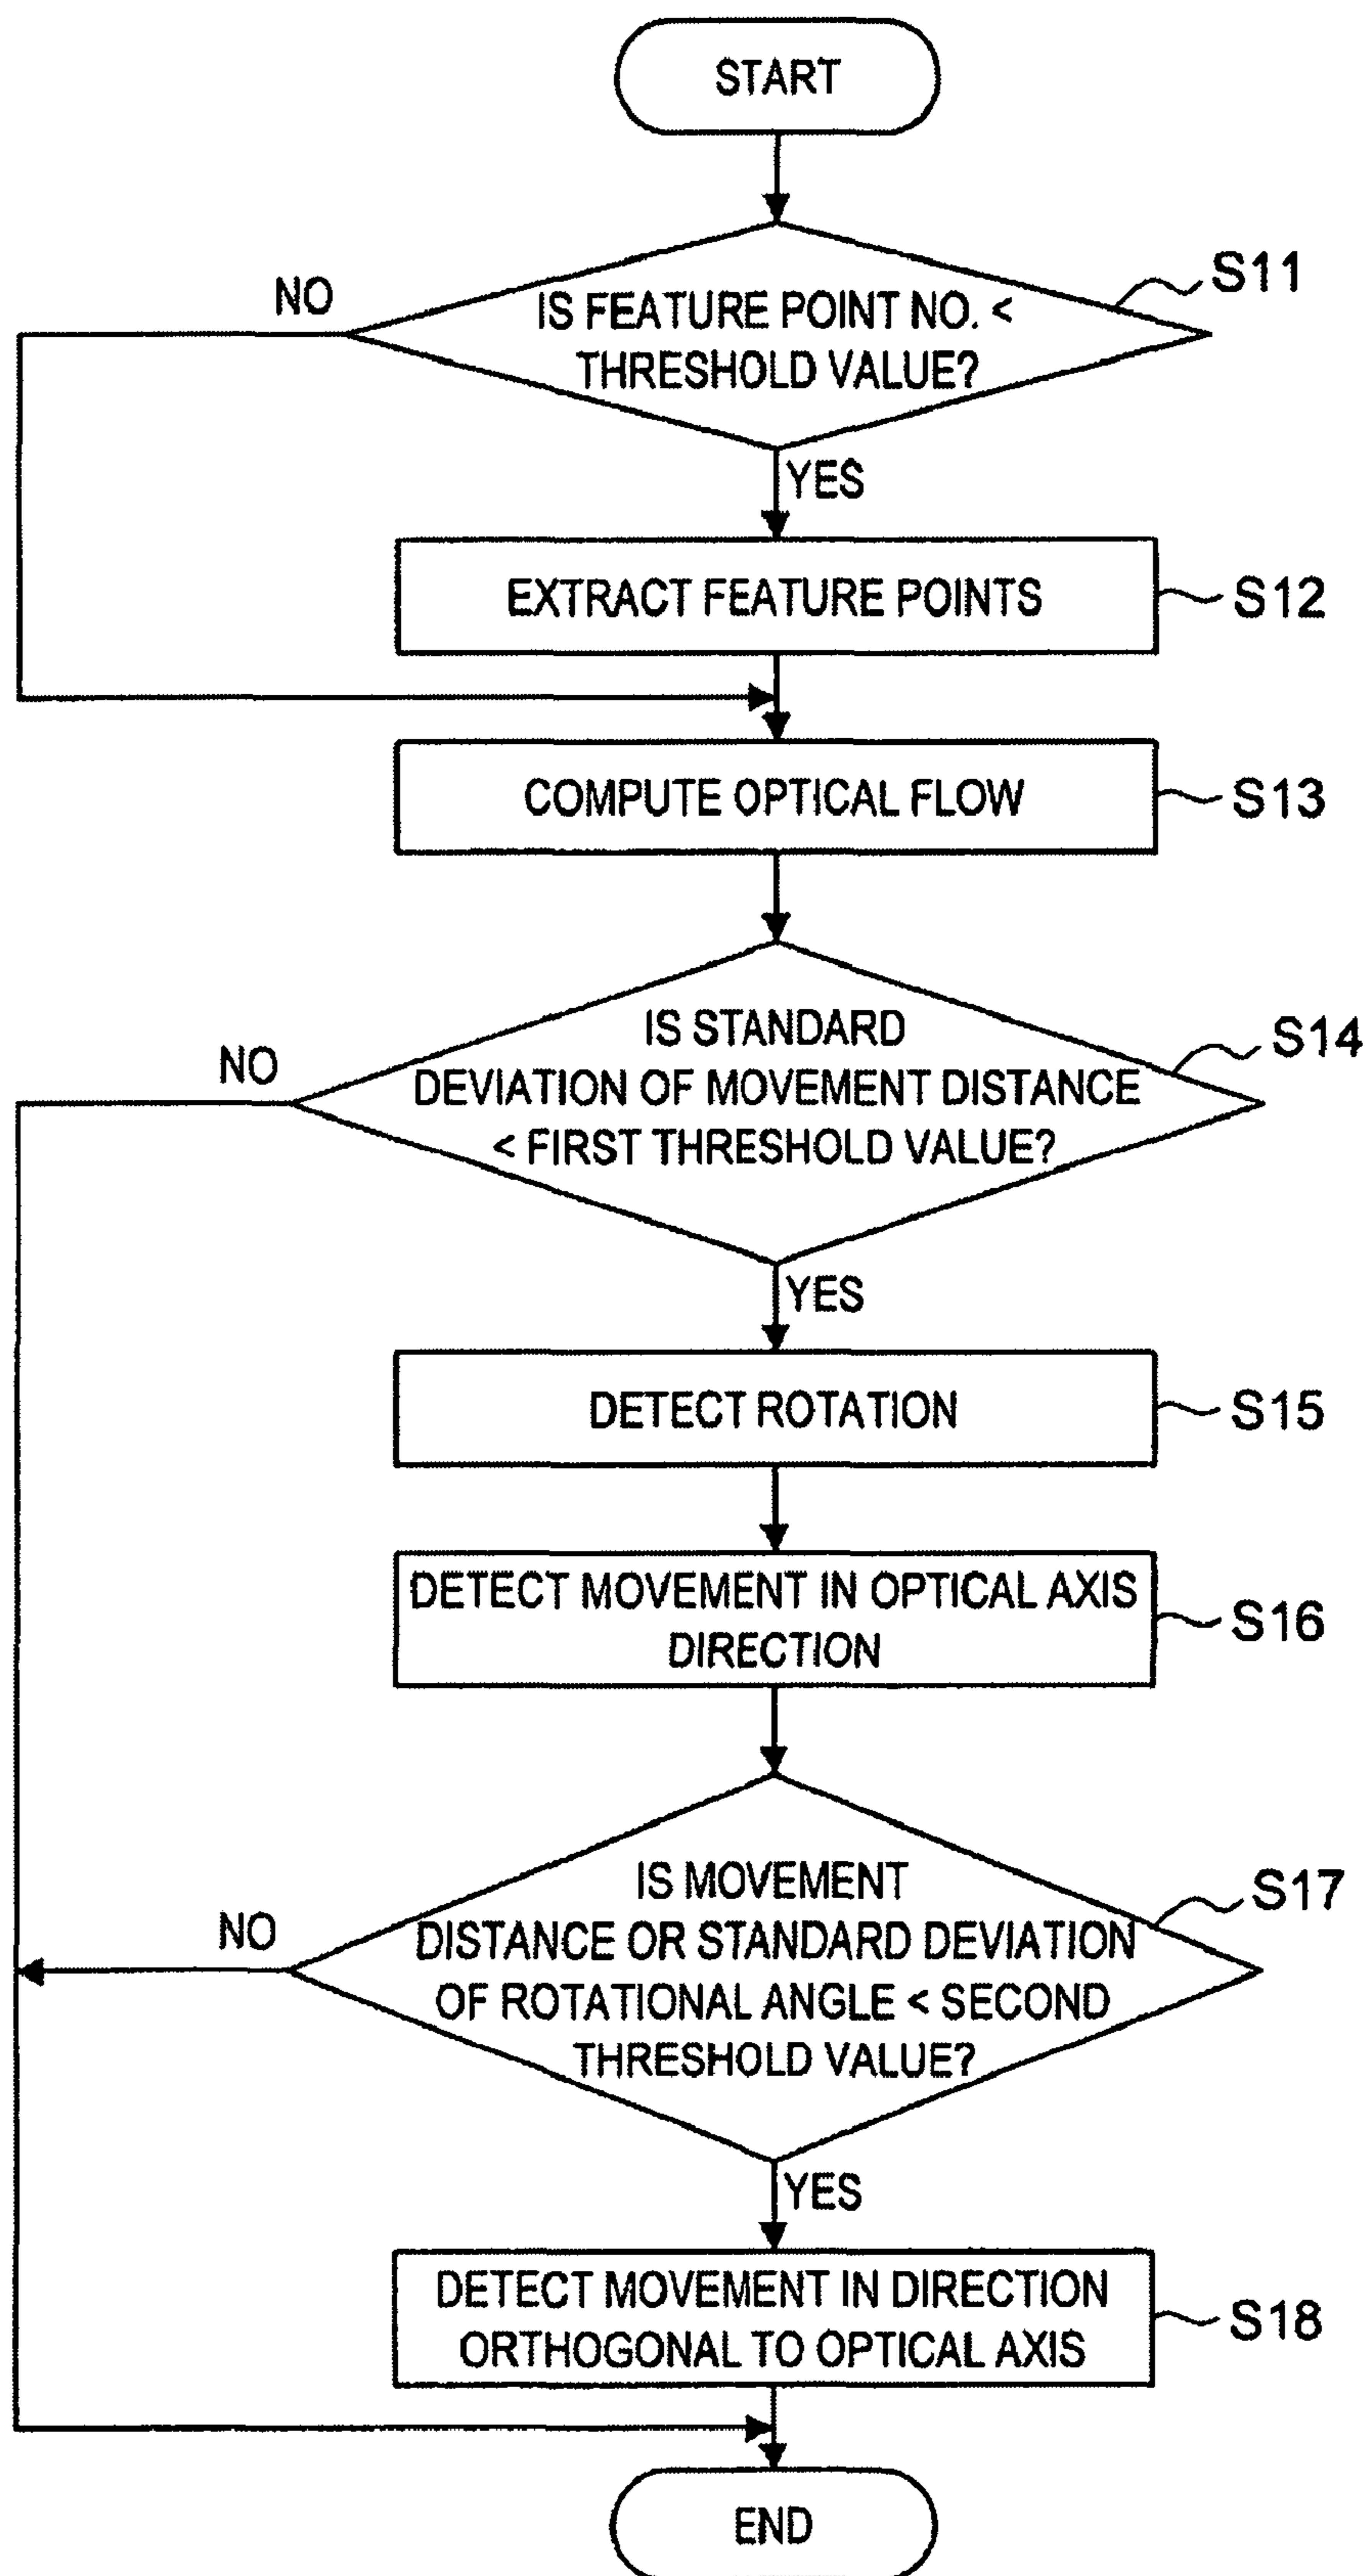 START
S11
NO
IS FEATURE POINT NO. <
THRESHOLD VALUE?
YES
EXTRACT FEATURE POINTS
S12
COMPUTE OPTICAL FLOW
S13
IS STANDARD
S14
NO
DEVIATION OF MOVEMENT DISTANCE
< FIRST THRESHOLD VALUE?
YES
DETECT ROTATION
S15
DETECT MOVEMENT IN OPTICAL AXIS
DIRECTION
S16
IS MOVEMENT
S17
NO
DISTANCE OR STANDARD DEVIATION
OF ROTATIONAL ANGLE < SECOND
THRESHOLD VALUE?
YES
DETECT MOVEMENT IN DIRECTION
ORTHOGONAL TO OPTICAL AXIS
S18
END